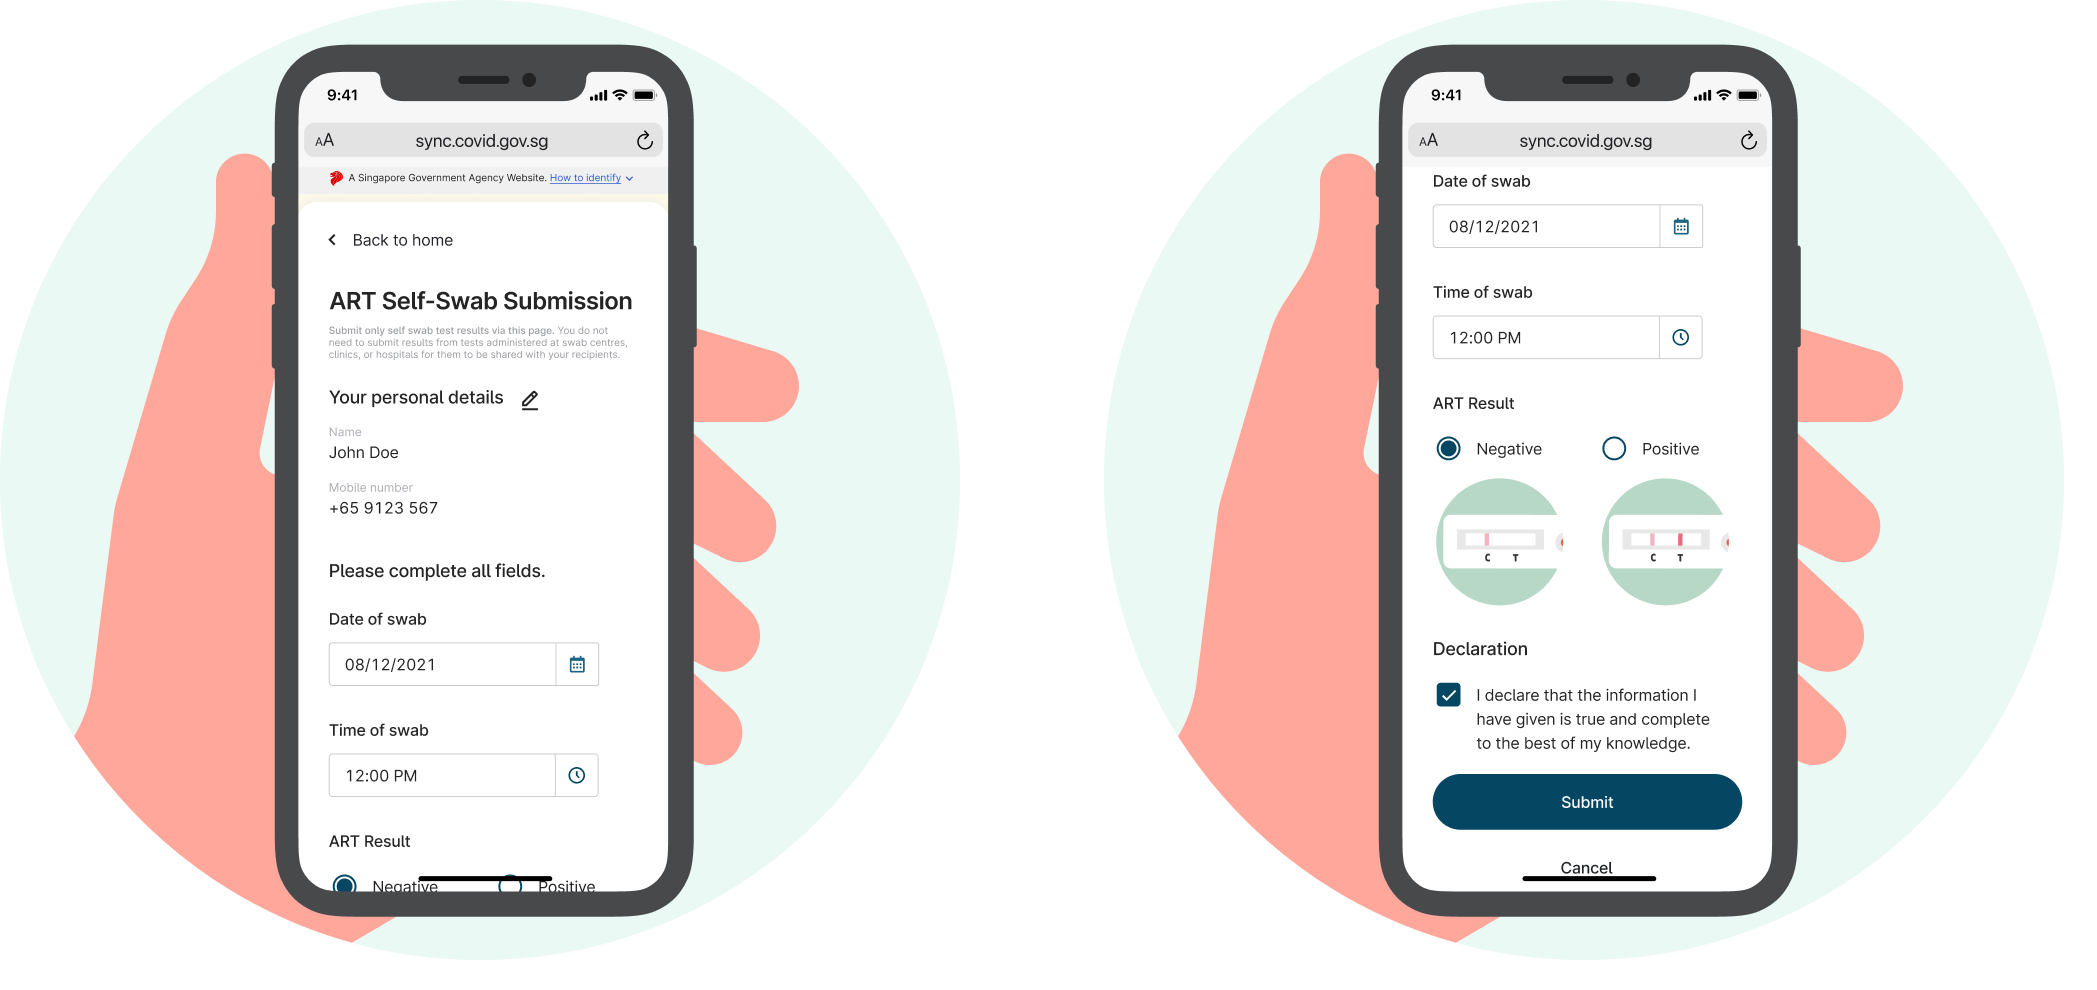 9:41
AA
sync.covid.gov.sg
A Singapore Government Agency Website. How to identify
Back to home
ART Self-Swab Submission
Submit only self swab test results via this page. You do not
need to submit results from tests administered at swab centres,
clinics, or hospitals for them to be shared with your recipients.
Your personal details
Name
John Doe
Mobile number
+65 9123 567
Please complete all fields.
Date of swab
08/12/2021
Time of swab
12:00 PM
ART Result
Negative Positive
9:41
AA
sync.covid.gov.sg
Date of swab
08/12/2021
Time of swab
12:00 PM
ART Result
Negative Positive
C T C T
Declaration
I declare that the information I
have given is true and complete
to the best of my knowledge.
Submit
Cancel